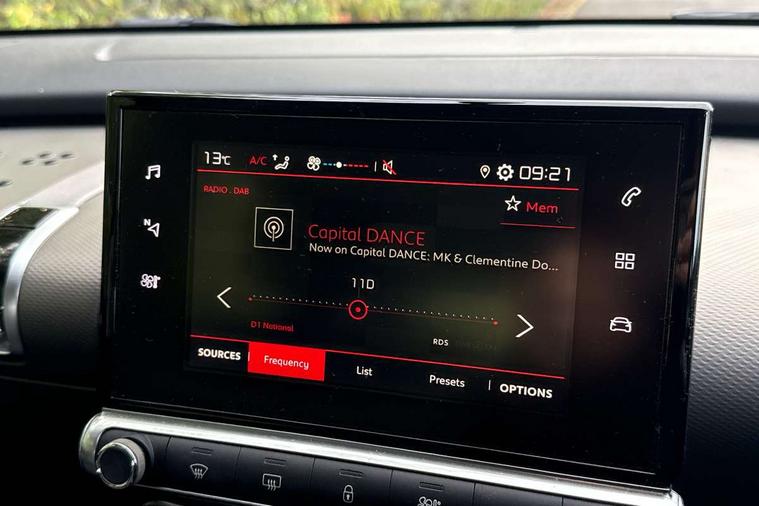 13°C A/C 09:21
RADIO . DAB
Mem
Capital DANCE
Now on Capital DANCE: MK & Clementine Do...
11D
D1 National
RDS
SOURCES Frequency List Presets OPTIONS
N